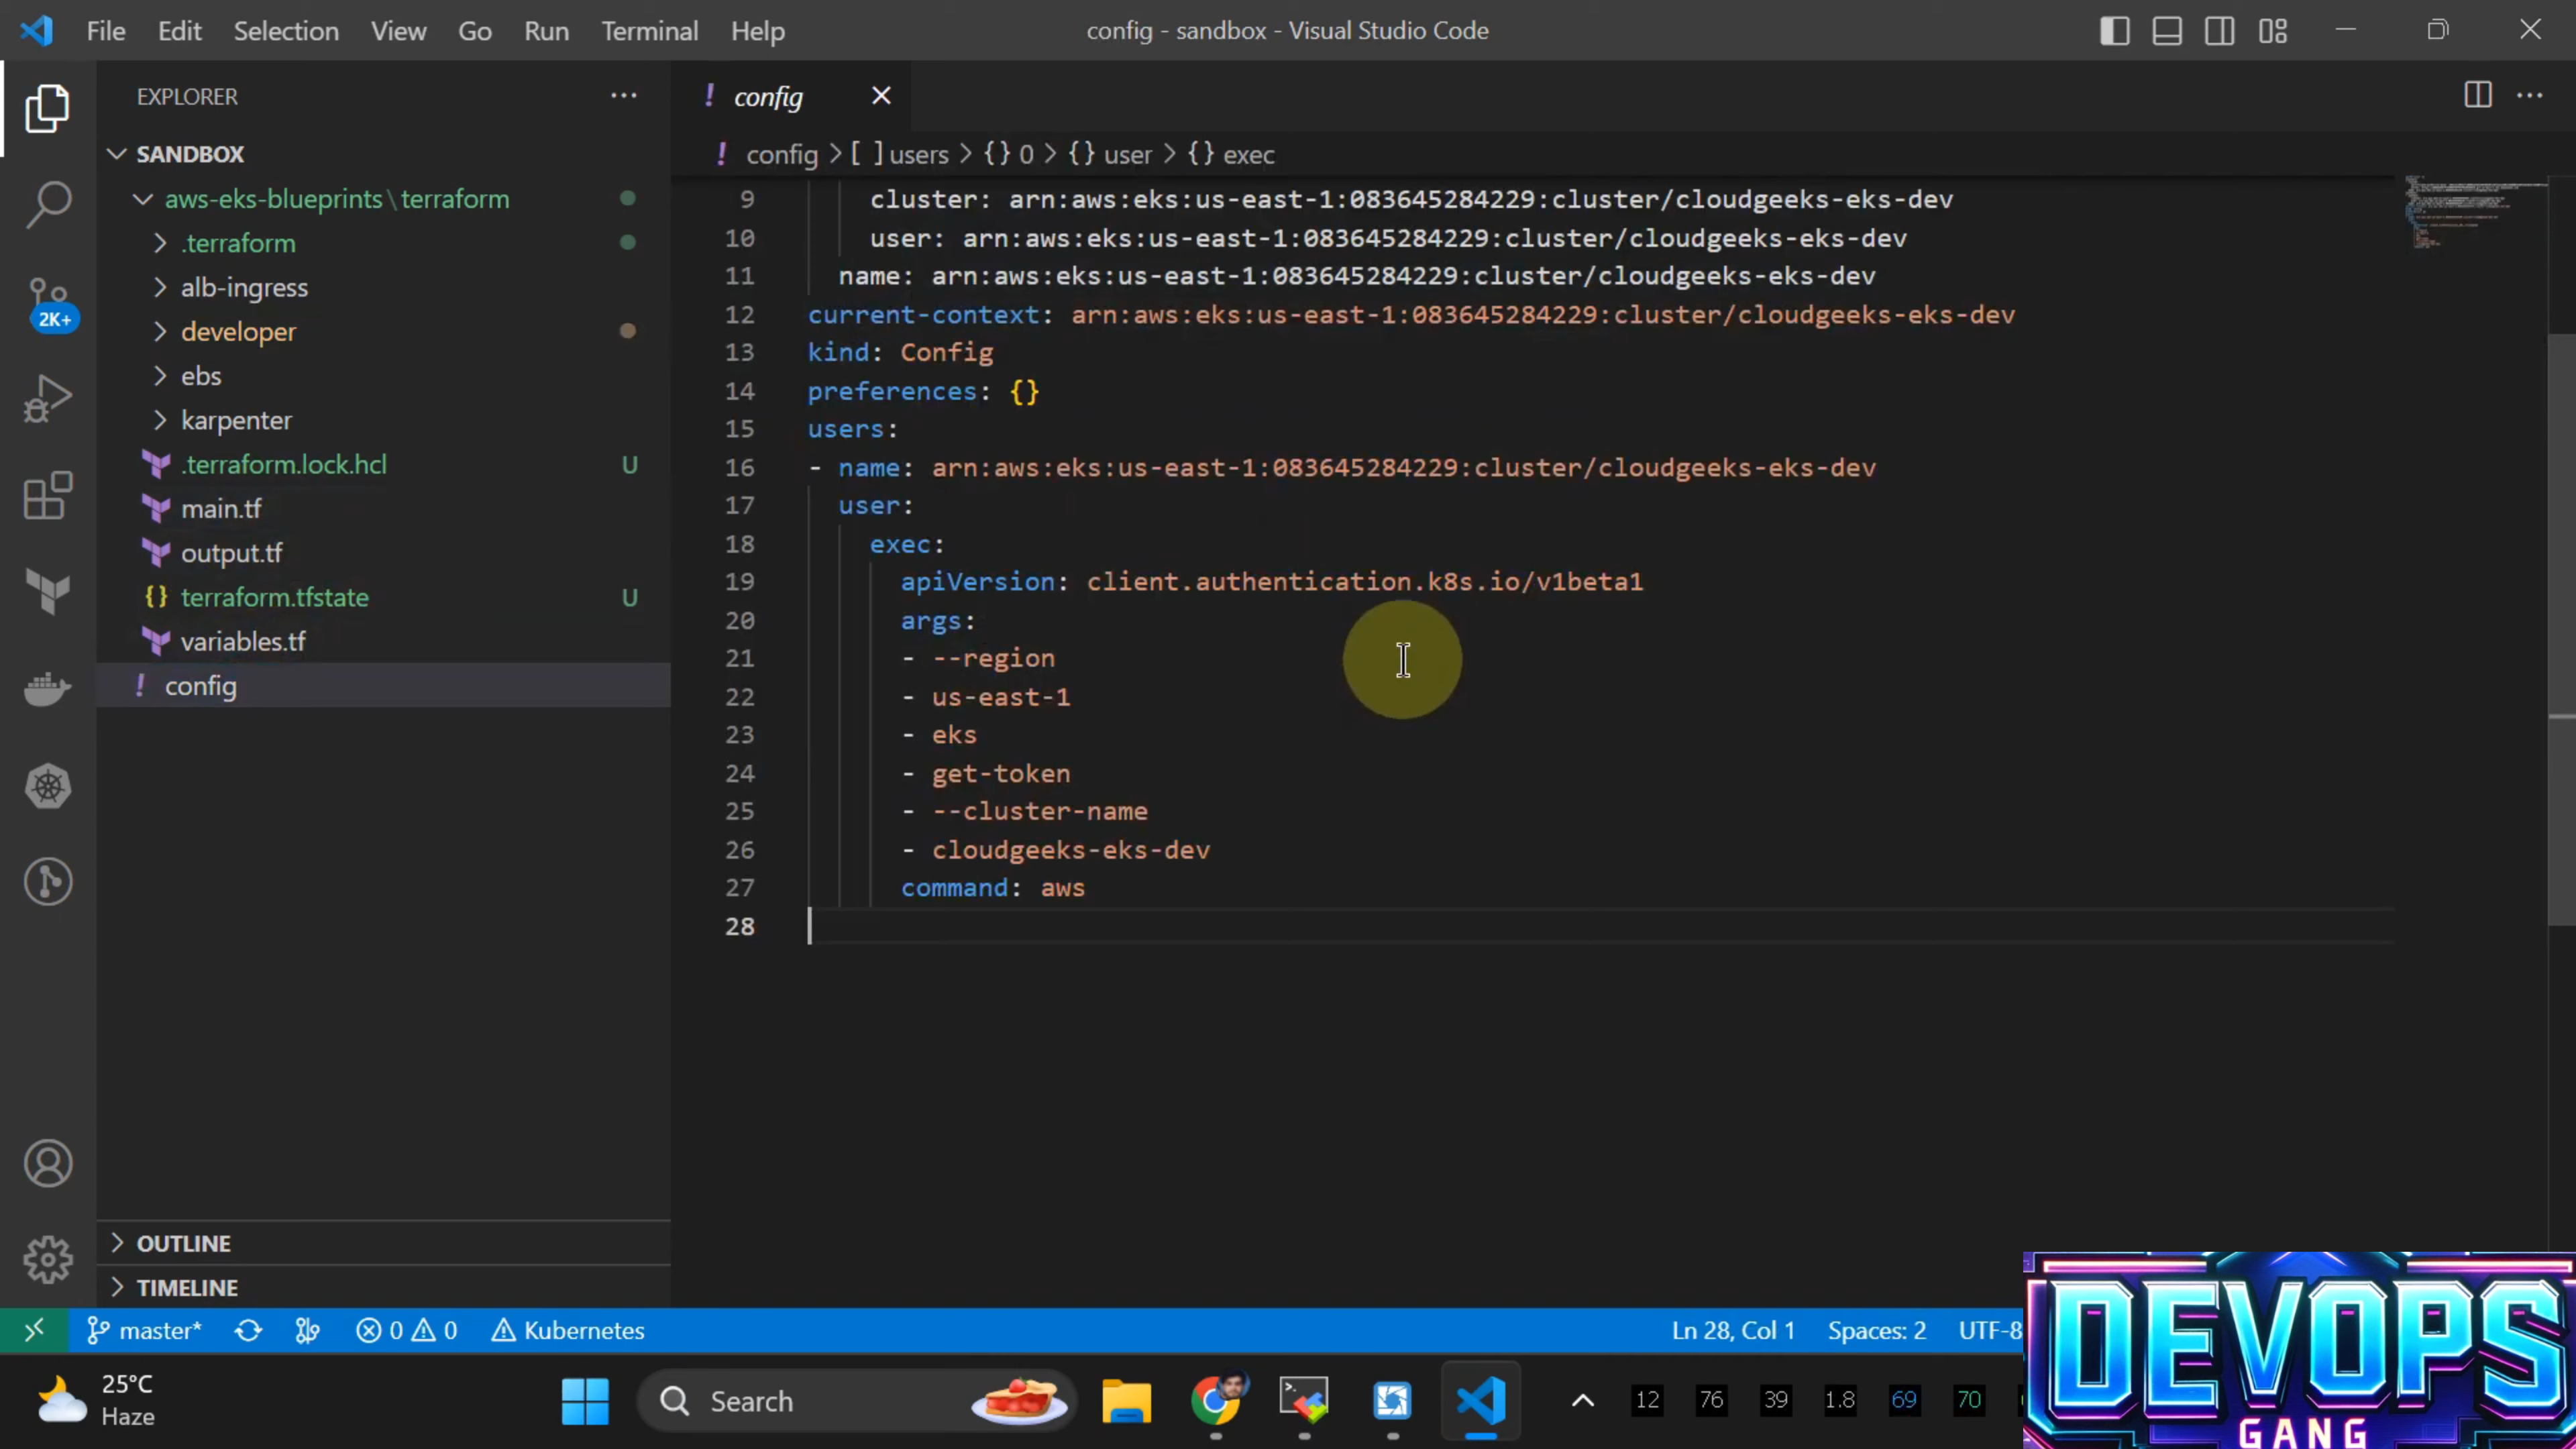 File Edit Selection View Go Run Terminal Help
config - sandbox - Visual Studio Code
EXPLORER
SANDBOX
aws-eks-blueprints\terraform
.terraform
alb-ingress
developer
ebs
karpenter
.terraform.lock.hcl U
main.tf
output.tf
{} terraform.tfstate U
variables.tf
! config
2K+
OUTLINE
TIMELINE
! config
! config > [ ] users > {} 0 > {} user > {} exec
9 cluster: arn:aws:eks:us-east-1:083645284229:cluster/cloudgeeks-eks-dev
10 user: arn:aws:eks:us-east-1:083645284229:cluster/cloudgeeks-eks-dev
11 name: arn:aws:eks:us-east-1:083645284229:cluster/cloudgeeks-eks-dev
12 current-context: arn:aws:eks:us-east-1:083645284229:cluster/cloudgeeks-eks-dev
13 kind: Config
14 preferences: {}
15 users:
16 - name: arn:aws:eks:us-east-1:083645284229:cluster/cloudgeeks-eks-dev
17 user:
18 exec:
19 apiVersion: client.authentication.k8s.io/v1beta1
20 args:
21 - --region
22 - us-east-1
23 - eks
24 - get-token
25 - --cluster-name
26 - cloudgeeks-eks-dev
27 command: aws
28
master* 0 0 Kubernetes
Ln 28, Col 1 Spaces: 2 UTF-8
25°C
Haze
Search
12 76 39 1.8 69 70
DEVOPS
GANG